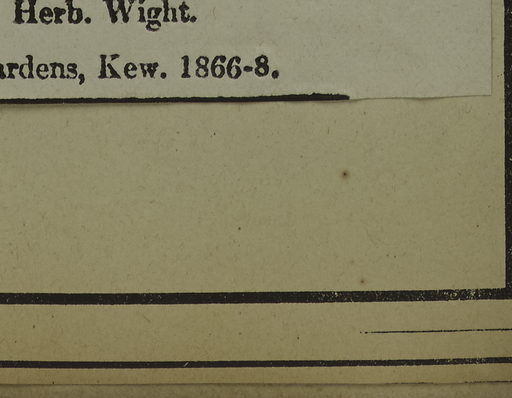 Herb. Wight.
ardens, Kew. 1866-8.